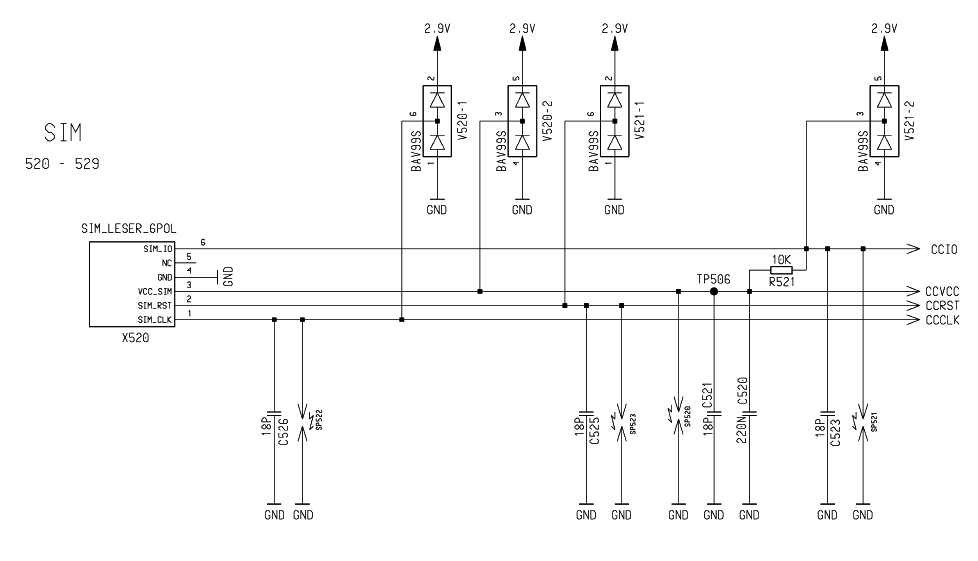 2.9V 2.9V 2.9V 2.9V
2 5 2 5
6 3 6 3
BAV99S V520-1 BAV99S V520-2 BAV99S V521-1 BAV99S V521-2
1 4 1 4
GND GND GND GND
SIM
520 - 529
SIM_LESER_GPOL
SIM_IO 6 CCIO
NC 5
GND 4 GND
10K
R521
TP506
VCC_SIM 3 CCVCC
SIM_RST 2 CCRST
SIM_CLK 1 CCCLK
X520
18P C526 SP522 18P C525 SP523 SP520 18P C521 220N C520 18P C523 SP521
GND GND GND GND GND GND GND GND GND